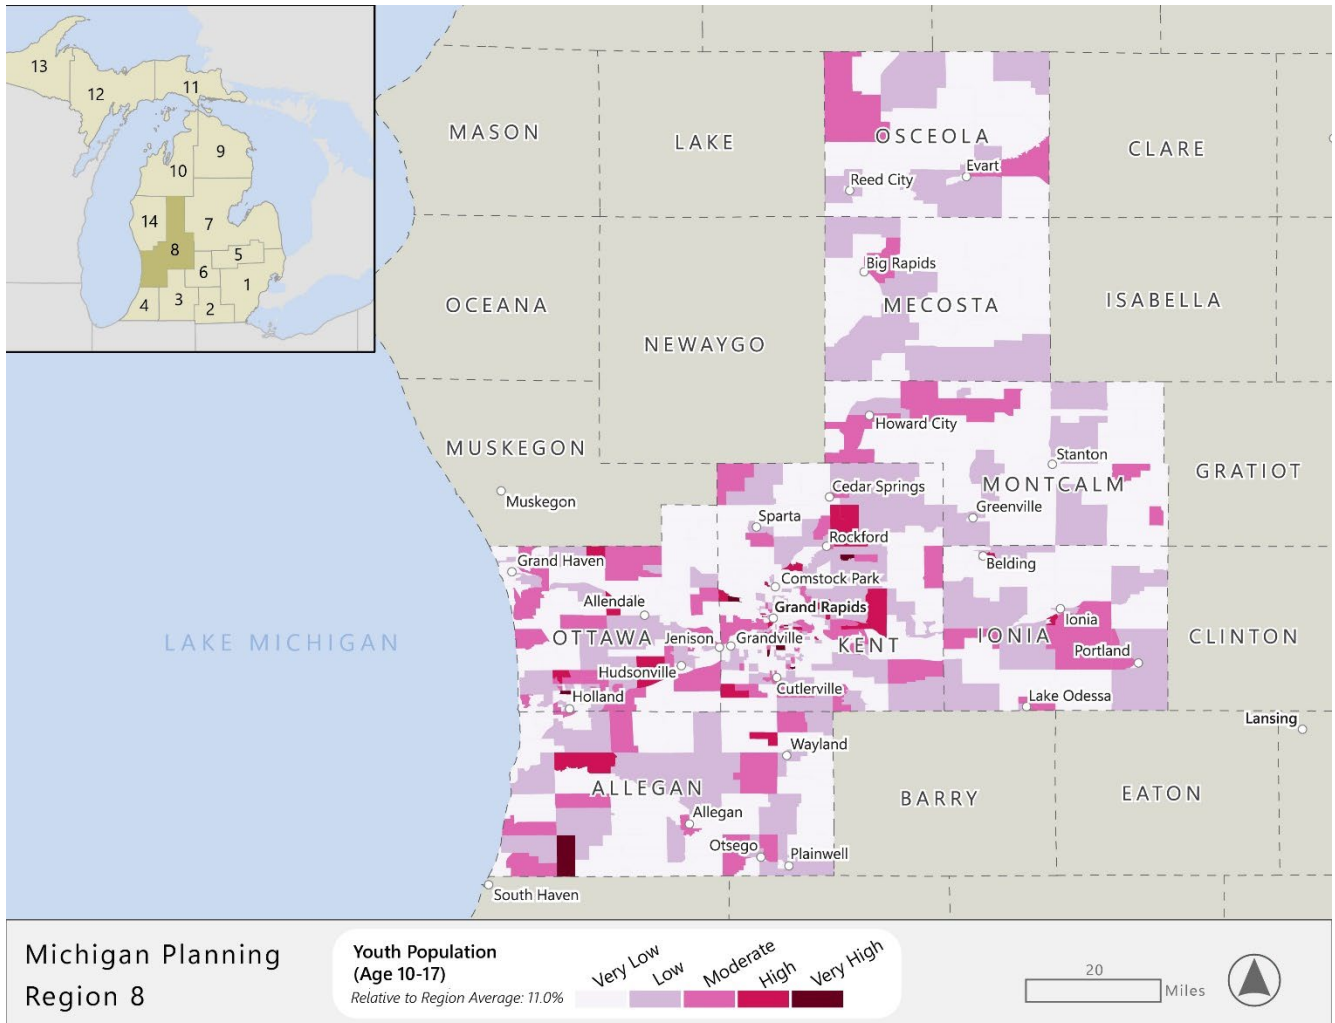 13
12
11
9
10
14
7
8
5
6
1
4
3
2
MASON
LAKE
OSCEOLA
CLARE
Evart
Reed City
Big Rapids
OCEANA
MECOSTA
ISABELLA
NEWAYGO
Howard City
MUSKEGON
Stanton
GRATIOT
Muskegon
Cedar Springs
MONTCALM
Sparta
Greenville
Rockford
Grand Haven
Belding
Comstock Park
Allendale
Grand Rapids
Ionia
LAKE MICHIGAN
OTTAWA
Jenison
Grandville
KENT
IONIA
CLINTON
Portland
Hudsonville
Cutlerville
Holland
Lake Odessa
Lansing
Wayland
ALLEGAN
BARRY
EATON
Allegan
Otsego
Plainwell
South Haven
Michigan Planning
Region 8
Youth Population
(Age 10-17)
Relative to Region Average: 11.0%
Very Low
Low
Moderate
High
Very High
20
Miles